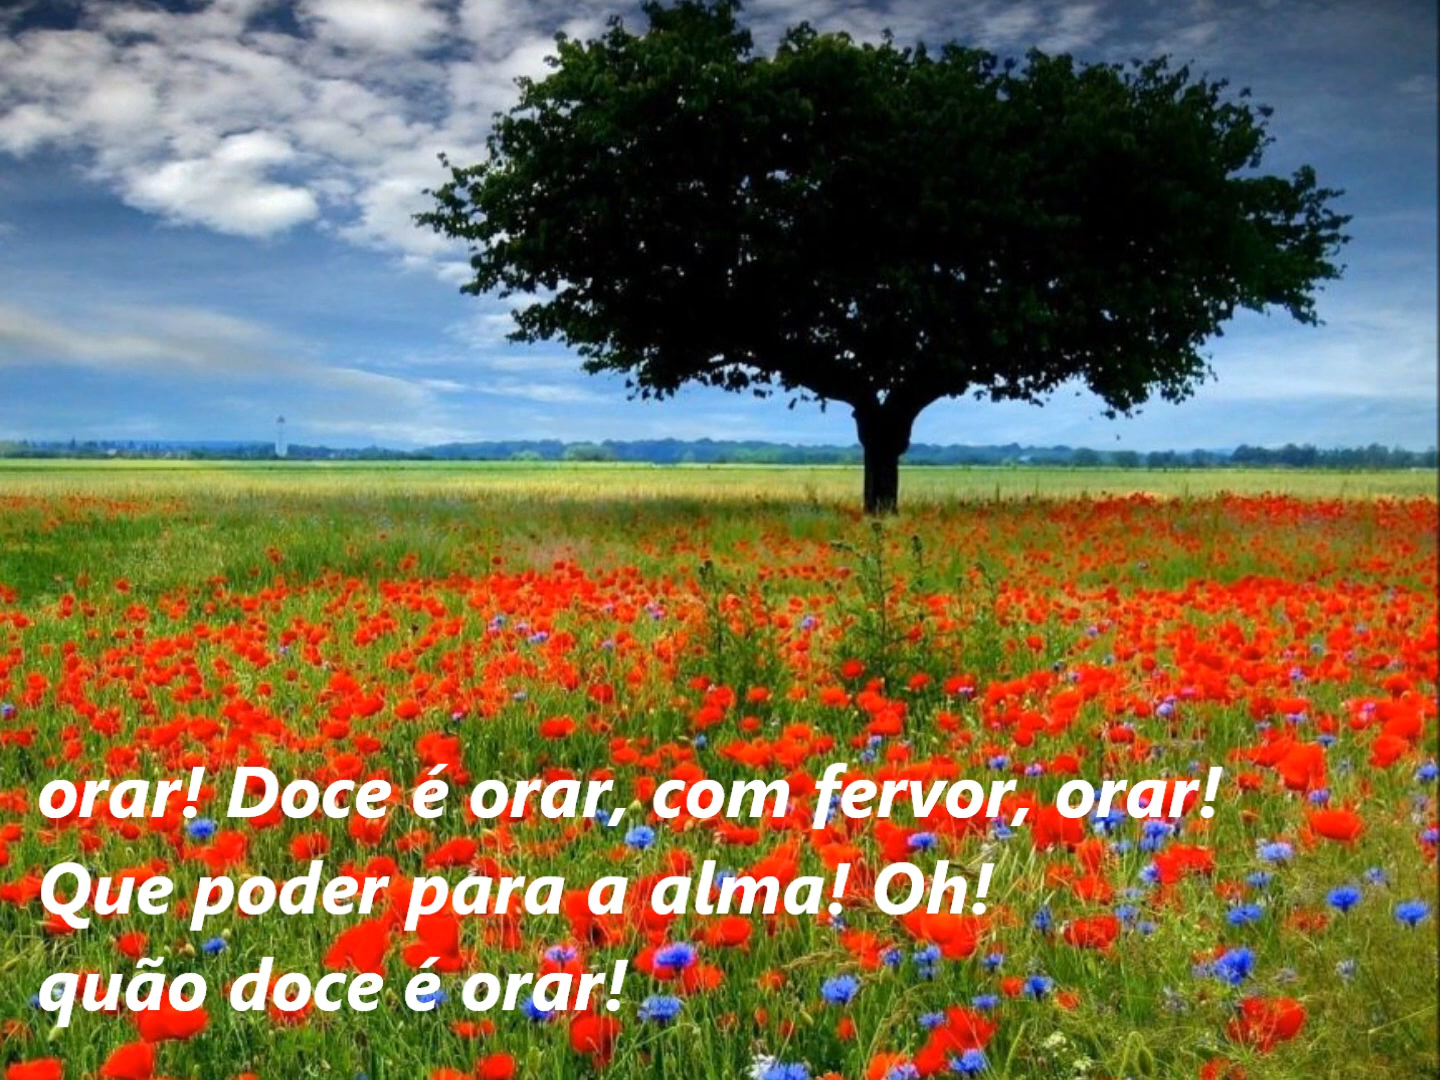 orar! Doce é orar, com fervor, orar!
Que poder para a alma! Oh!
quão doce é orar!